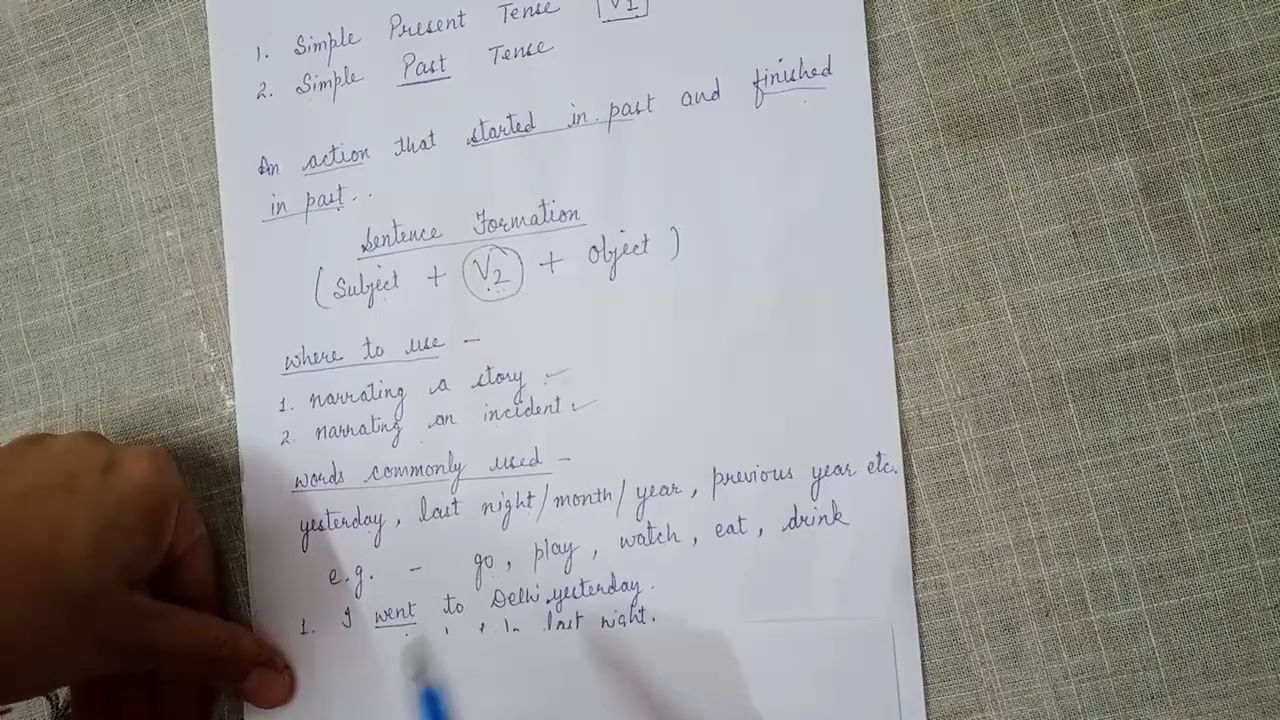 1. Simple Present Tense V1
2. Simple Past Tense
An action that started in past and finished
in past..
Sentence Formation
(Subject + V2 + Object)
where to use -
1. narrating a story
2. narrating an incident
words commonly used -
yesterday, last night/month/year, previous year etc.
e.g. - go, play, watch, eat, drink
1. I went to Delhi yesterday.
last night.